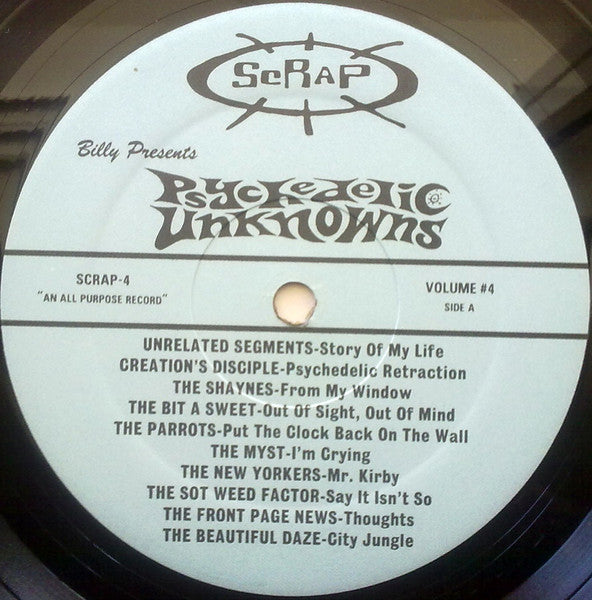 ScRaP
Billy Presents
Psychedelic
Unknowns
SCRAP-4
"AN ALL PURPOSE RECORD"
VOLUME #4
SIDE A
UNRELATED SEGMENTS-Story Of My Life
CREATION'S DISCIPLE-Psychedelic Retraction
THE SHAYNES-From My Window
THE BIT A SWEET-Out Of Sight, Out Of Mind
THE PARROTS-Put The Clock Back On The Wall
THE MYST-I'm Crying
THE NEW YORKERS-Mr. Kirby
THE SOT WEED FACTOR-Say It Isn't So
THE FRONT PAGE NEWS-Thoughts
THE BEAUTIFUL DAZE-City Jungle